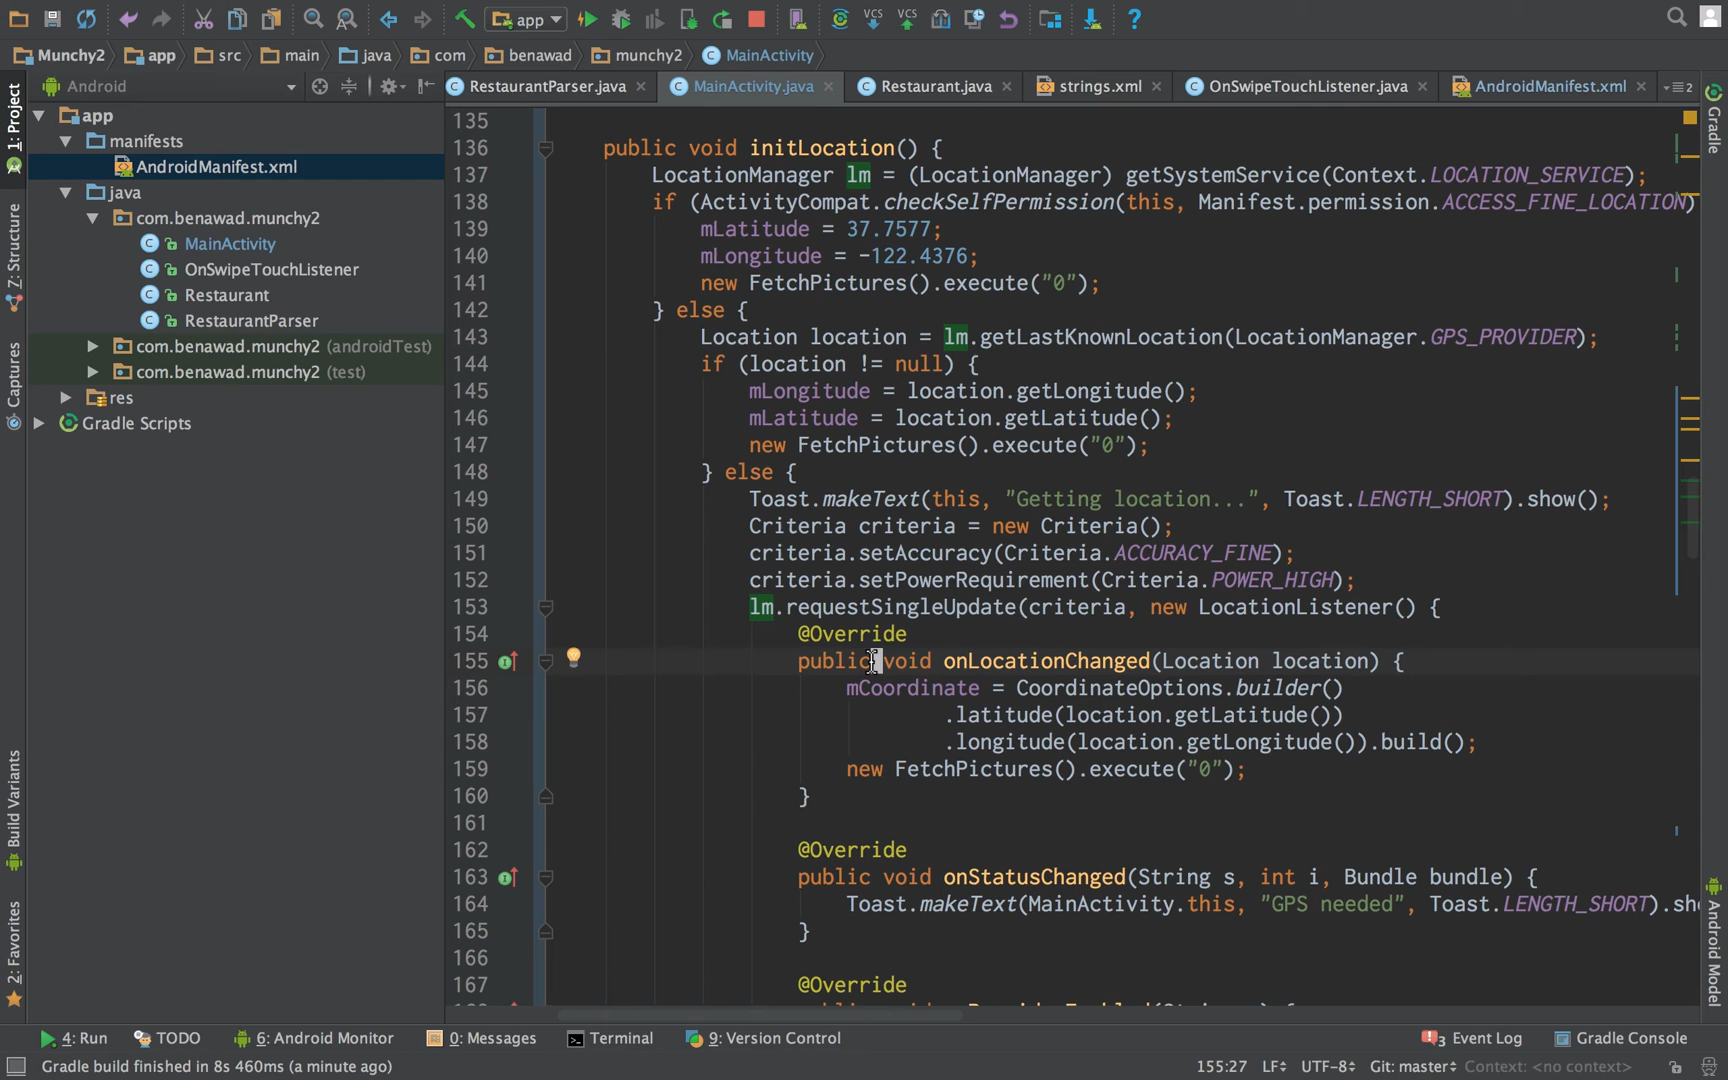 app
Munchy2 app src main java com benawad munchy2 MainActivity
Android
RestaurantParser.java MainActivity.java Restaurant.java strings.xml OnSwipeTouchListener.java AndroidManifest.xml 2
1: Project
Z: Structure
Captures
Build Variants
2: Favorites
app
manifests
AndroidManifest.xml
java
com.benawad.munchy2
MainActivity
OnSwipeTouchListener
Restaurant
RestaurantParser
com.benawad.munchy2 (androidTest)
com.benawad.munchy2 (test)
res
Gradle Scripts
135
136 public void initLocation() {
137 LocationManager lm = (LocationManager) getSystemService(Context.LOCATION_SERVICE);
138 if (ActivityCompat.checkSelfPermission(this, Manifest.permission.ACCESS_FINE_LOCATION)
139 mLatitude = 37.7577;
140 mLongitude = -122.4376;
141 new FetchPictures().execute("0");
142 } else {
143 Location location = lm.getLastKnownLocation(LocationManager.GPS_PROVIDER);
144 if (location != null) {
145 mLongitude = location.getLongitude();
146 mLatitude = location.getLatitude();
147 new FetchPictures().execute("0");
148 } else {
149 Toast.makeText(this, "Getting location...", Toast.LENGTH_SHORT).show();
150 Criteria criteria = new Criteria();
151 criteria.setAccuracy(Criteria.ACCURACY_FINE);
152 criteria.setPowerRequirement(Criteria.POWER_HIGH);
153 lm.requestSingleUpdate(criteria, new LocationListener() {
154 @Override
155 public void onLocationChanged(Location location) {
156 mCoordinate = CoordinateOptions.builder()
157 .latitude(location.getLatitude())
158 .longitude(location.getLongitude()).build();
159 new FetchPictures().execute("0");
160 }
161
162 @Override
163 public void onStatusChanged(String s, int i, Bundle bundle) {
164 Toast.makeText(MainActivity.this, "GPS needed", Toast.LENGTH_SHORT).sh
165 }
166
167 @Override
Gradle
Android Model
4: Run TODO 6: Android Monitor 0: Messages Terminal 9: Version Control 3 Event Log Gradle Console
Gradle build finished in 8s 460ms (a minute ago) 155:27 LF UTF-8 Git: master Context: <no context>